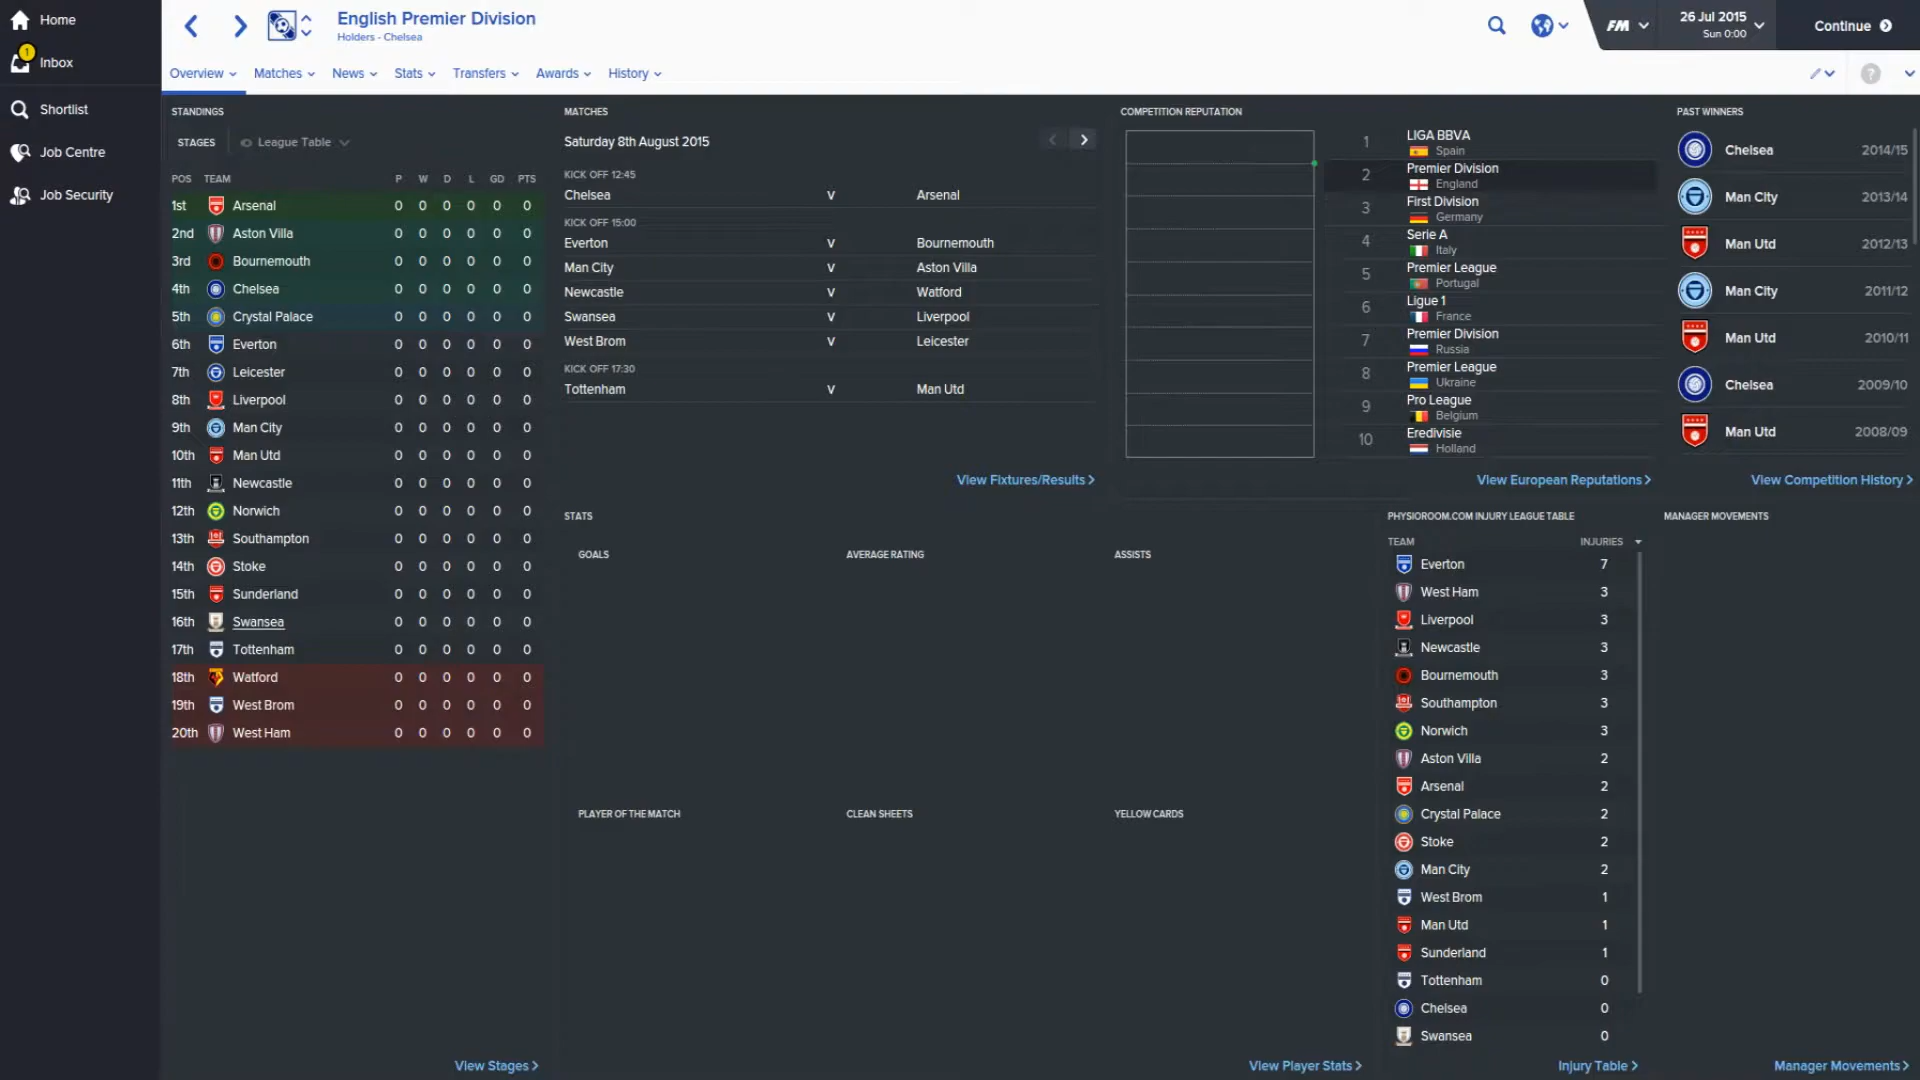 Home
1
Inbox
Shortlist
Job Centre
Job Security
English Premier Division
Holders - Chelsea
FM
26 Jul 2015
Sun 0:00
Continue
Overview
Matches
News
Stats
Transfers
Awards
History
?
STANDINGS
STAGES League Table
POS TEAM P W D L GD PTS
1st Arsenal 0 0 0 0 0 0
2nd Aston Villa 0 0 0 0 0 0
3rd Bournemouth 0 0 0 0 0 0
4th Chelsea 0 0 0 0 0 0
5th Crystal Palace 0 0 0 0 0 0
6th Everton 0 0 0 0 0 0
7th Leicester 0 0 0 0 0 0
8th Liverpool 0 0 0 0 0 0
9th Man City 0 0 0 0 0 0
10th Man Utd 0 0 0 0 0 0
11th Newcastle 0 0 0 0 0 0
12th Norwich 0 0 0 0 0 0
13th Southampton 0 0 0 0 0 0
14th Stoke 0 0 0 0 0 0
15th Sunderland 0 0 0 0 0 0
16th Swansea 0 0 0 0 0 0
17th Tottenham 0 0 0 0 0 0
18th Watford 0 0 0 0 0 0
19th West Brom 0 0 0 0 0 0
20th West Ham 0 0 0 0 0 0
View Stages
MATCHES
Saturday 8th August 2015
KICK OFF 12:45
Chelsea v Arsenal
KICK OFF 15:00
Everton v Bournemouth
Man City v Aston Villa
Newcastle v Watford
Swansea v Liverpool
West Brom v Leicester
KICK OFF 17:30
Tottenham v Man Utd
View Fixtures/Results
COMPETITION REPUTATION
1 LIGA BBVA
Spain
2 Premier Division
England
3 First Division
Germany
4 Serie A
Italy
5 Premier League
Portugal
6 Ligue 1
France
7 Premier Division
Russia
8 Premier League
Ukraine
9 Pro League
Belgium
10 Eredivisie
Holland
View European Reputations
PAST WINNERS
Chelsea 2014/15
Man City 2013/14
Man Utd 2012/13
Man City 2011/12
Man Utd 2010/11
Chelsea 2009/10
Man Utd 2008/09
View Competition History
STATS
GOALS
AVERAGE RATING
ASSISTS
PLAYER OF THE MATCH
CLEAN SHEETS
YELLOW CARDS
View Player Stats
PHYSIOROOM.COM INJURY LEAGUE TABLE
TEAM INJURIES
Everton 7
West Ham 3
Liverpool 3
Newcastle 3
Bournemouth 3
Southampton 3
Norwich 3
Aston Villa 2
Arsenal 2
Crystal Palace 2
Stoke 2
Man City 2
West Brom 1
Man Utd 1
Sunderland 1
Tottenham 0
Chelsea 0
Swansea 0
Injury Table
MANAGER MOVEMENTS
Manager Movements